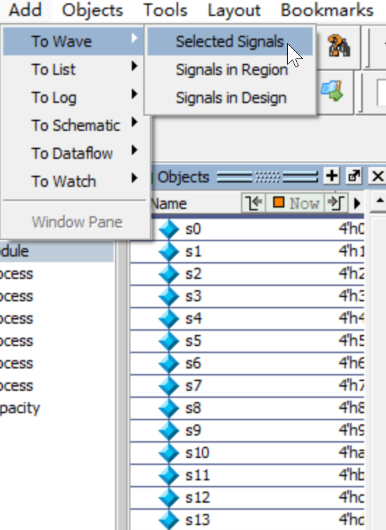 Add Objects Tools Layout Bookmarks
To Wave
Selected Signals
To List
Signals in Region
To Log
Signals in Design
To Schematic
To Dataflow
To Watch
Objects
Window Pane
Name Now
dule
s0 4'h0
s1 4'h1
ocess
s2 4'h2
ocess
s3 4'h3
ocess
s4 4'h4
ocess
s5 4'h5
ocess
s6 4'h6
ocess
s7 4'h7
pacity
s8 4'h8
s9 4'h9
s10 4'ha
s11 4'hb
s12 4'hc
s13